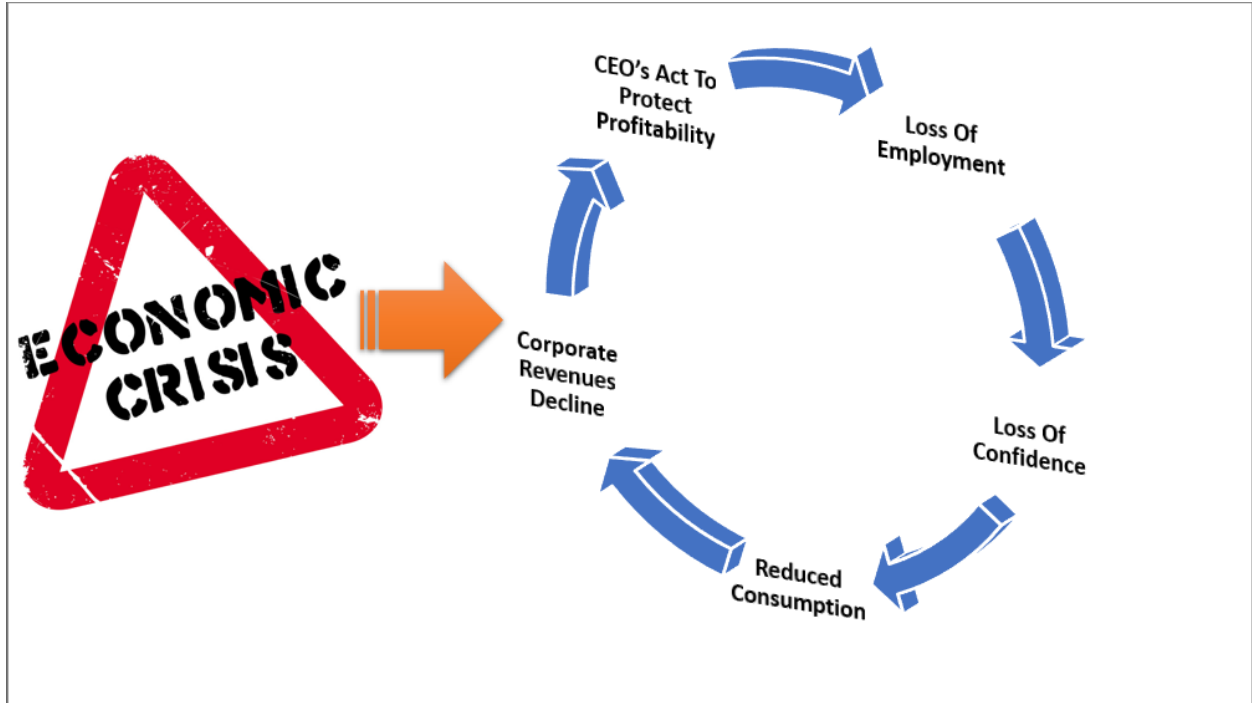 ECONOMIC
CRISIS
Corporate
Revenues
Decline
CEO's Act To
Protect
Profitability
Loss Of
Employment
Loss Of
Confidence
Reduced
Consumption